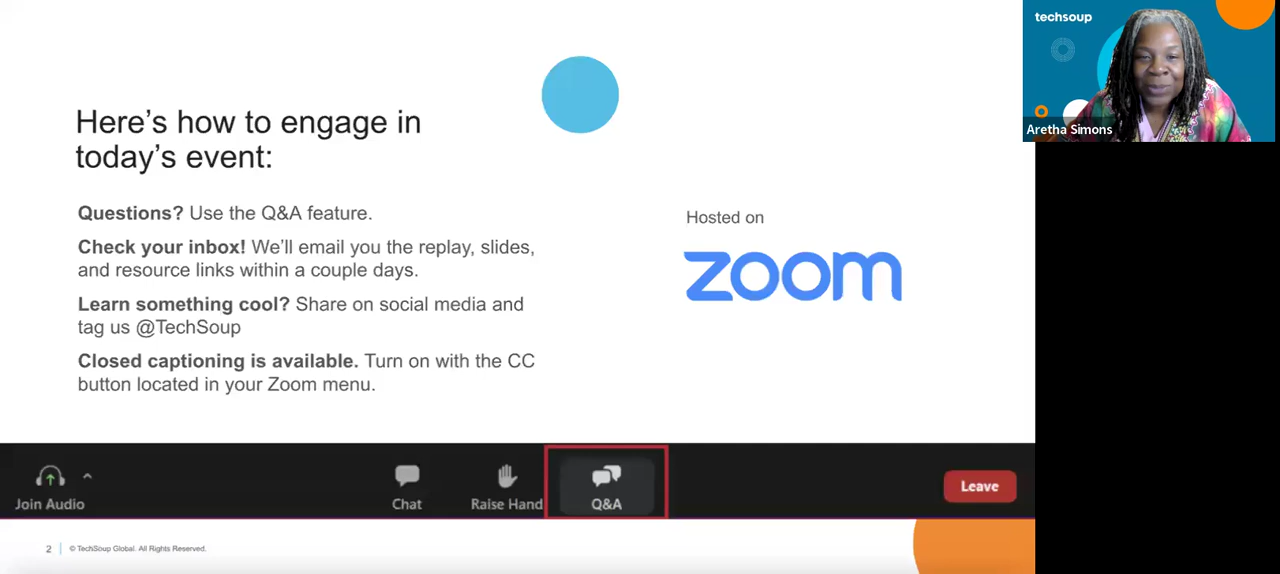 Here’s how to engage in
today’s event:
Questions? Use the Q&A feature.
Check your inbox! We’ll email you the replay, slides,
and resource links within a couple days.
Learn something cool? Share on social media and
tag us @TechSoup
Closed captioning is available. Turn on with the CC
button located in your Zoom menu.
Hosted on
zoom
techsoup
Aretha Simons
Join Audio
Chat
Raise Hand
Q&A
Leave
2
© TechSoup Global. All Rights Reserved.